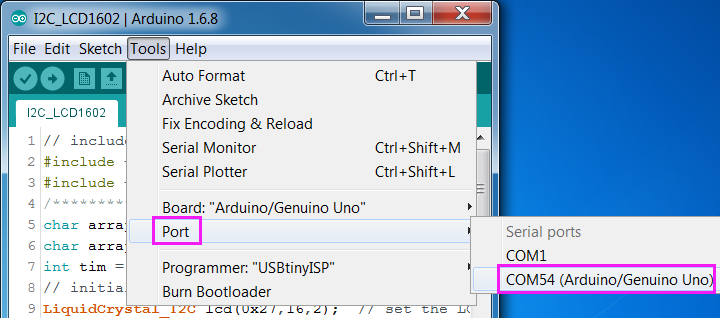 I2C_LCD1602 | Arduino 1.6.8
File Edit Sketch Tools Help
I2C_LCD1602
Auto Format Ctrl+T
Archive Sketch
Fix Encoding & Reload
Serial Monitor Ctrl+Shift+M
Serial Plotter Ctrl+Shift+L
Board: "Arduino/Genuino Uno"
Port
Programmer: "USBtinyISP"
Burn Bootloader
Serial ports
COM1
COM54 (Arduino/Genuino Uno)
1 // include
2 #include
3 #include
4 /*********
5 char array
6 char array
7 int tim =
8 // initia
9 LiquidCrystal_I2C lcd(0x27,16,2); // set the LC